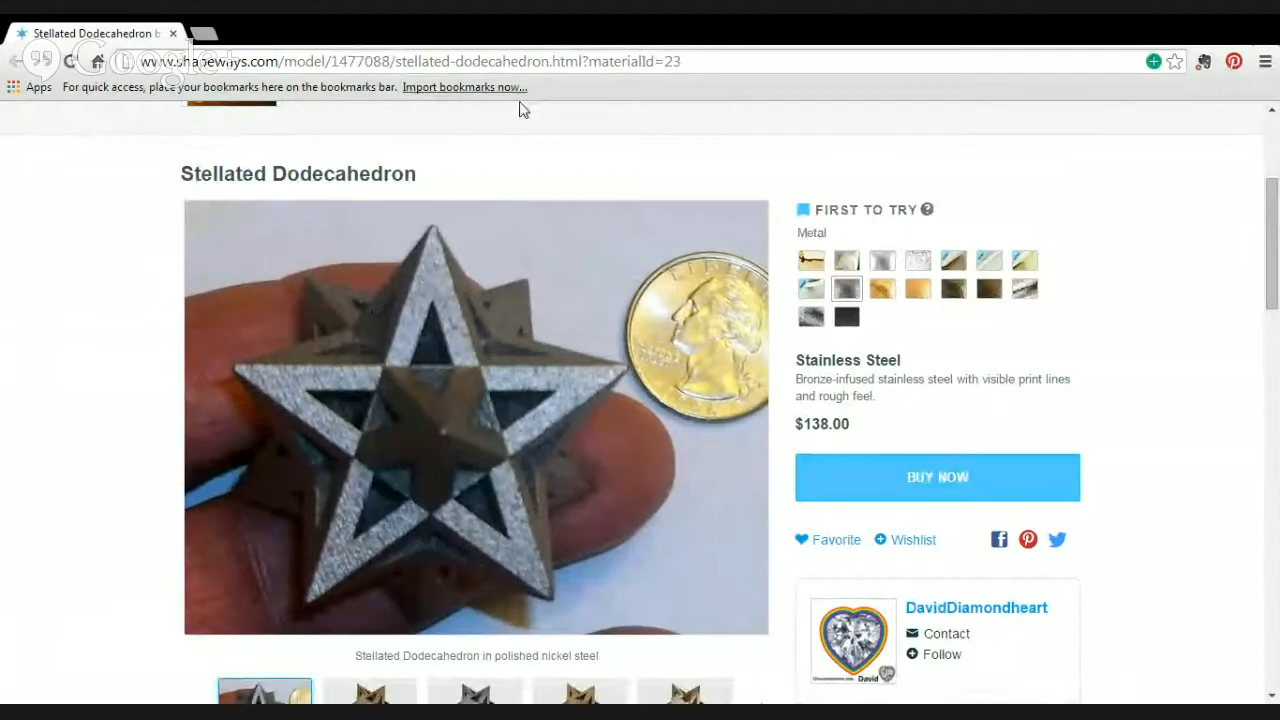 Stellated Dodecahedron b
Google+
www.shapeways.com/model/1477088/stellated-dodecahedron.html?materialId=23
Apps For quick access, place your bookmarks here on the bookmarks bar. Import bookmarks now...
Stellated Dodecahedron
FIRST TO TRY ?
Metal
LIBERTY
Stainless Steel
Bronze-infused stainless steel with visible print lines
and rough feel.
$138.00
BUY NOW
Favorite Wishlist
DavidDiamondheart
Contact
Follow
David
Stellated Dodecahedron in polished nickel steel